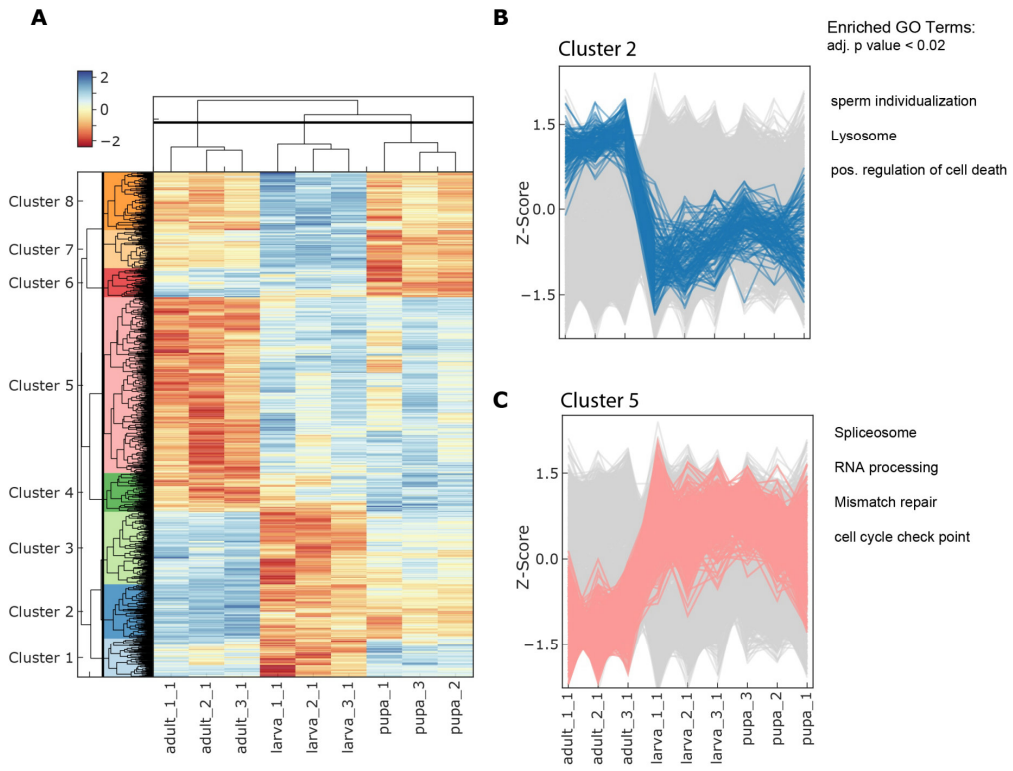 A
2
0
−2
Cluster 8
Cluster 7
Cluster 6
Cluster 5
Cluster 4
Cluster 3
Cluster 2
Cluster 1
adult_1_1
adult_2_1
adult_3_1
larva_1_1
larva_2_1
larva_3_1
pupa_1
pupa_3
pupa_2
B
Cluster 2
Enriched GO Terms:
adj. p value < 0.02
1.5
0.0
−1.5
Z-Score
sperm individualization
Lysosome
pos. regulation of cell death
C
Cluster 5
1.5
0.0
−1.5
Z-Score
Spliceosome
RNA processing
Mismatch repair
cell cycle check point
adult_1_1
adult_2_1
adult_3_1
larva_1_1
larva_2_1
larva_3_1
pupa_3
pupa_2
pupa_1